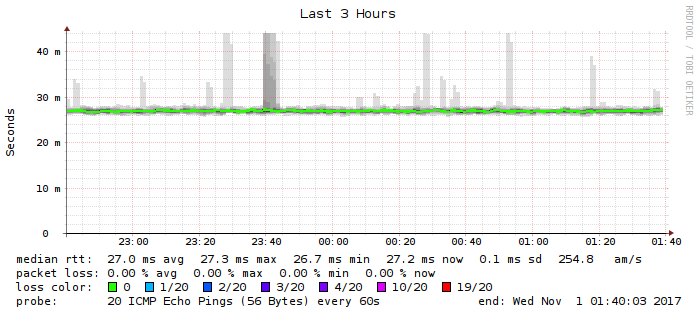 Last 3 Hours
RRDTOOL / TOBI OETIKER
Seconds
40 m
30 m
20 m
10 m
0
23:00 23:20 23:40 00:00 00:20 00:40 01:00 01:20 01:40
median rtt: 27.0 ms avg 27.3 ms max 26.7 ms min 27.2 ms now 0.1 ms sd 254.8 am/s
packet loss: 0.00 % avg 0.00 % max 0.00 % min 0.00 % now
loss color: 0 1/20 2/20 3/20 4/20 10/20 19/20
probe: 20 ICMP Echo Pings (56 Bytes) every 60s end: Wed Nov 1 01:40:03 2017